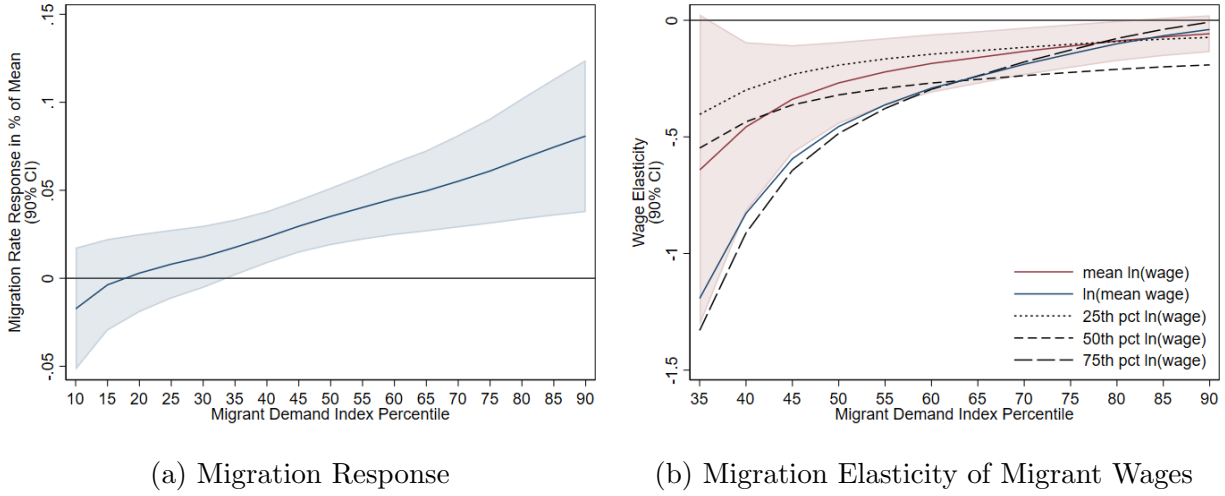 Migration Rate Response in % of Mean
(90% CI)
.15
.1
.05
0
-.05
10 15 20 25 30 35 40 45 50 55 60 65 70 75 80 85 90
Migrant Demand Index Percentile
(a) Migration Response
Wage Elasticity
(90% CI)
0
-.5
-1
-1.5
mean ln(wage)
ln(mean wage)
25th pct ln(wage)
50th pct ln(wage)
75th pct ln(wage)
35 40 45 50 55 60 65 70 75 80 85 90
Migrant Demand Index Percentile
(b) Migration Elasticity of Migrant Wages